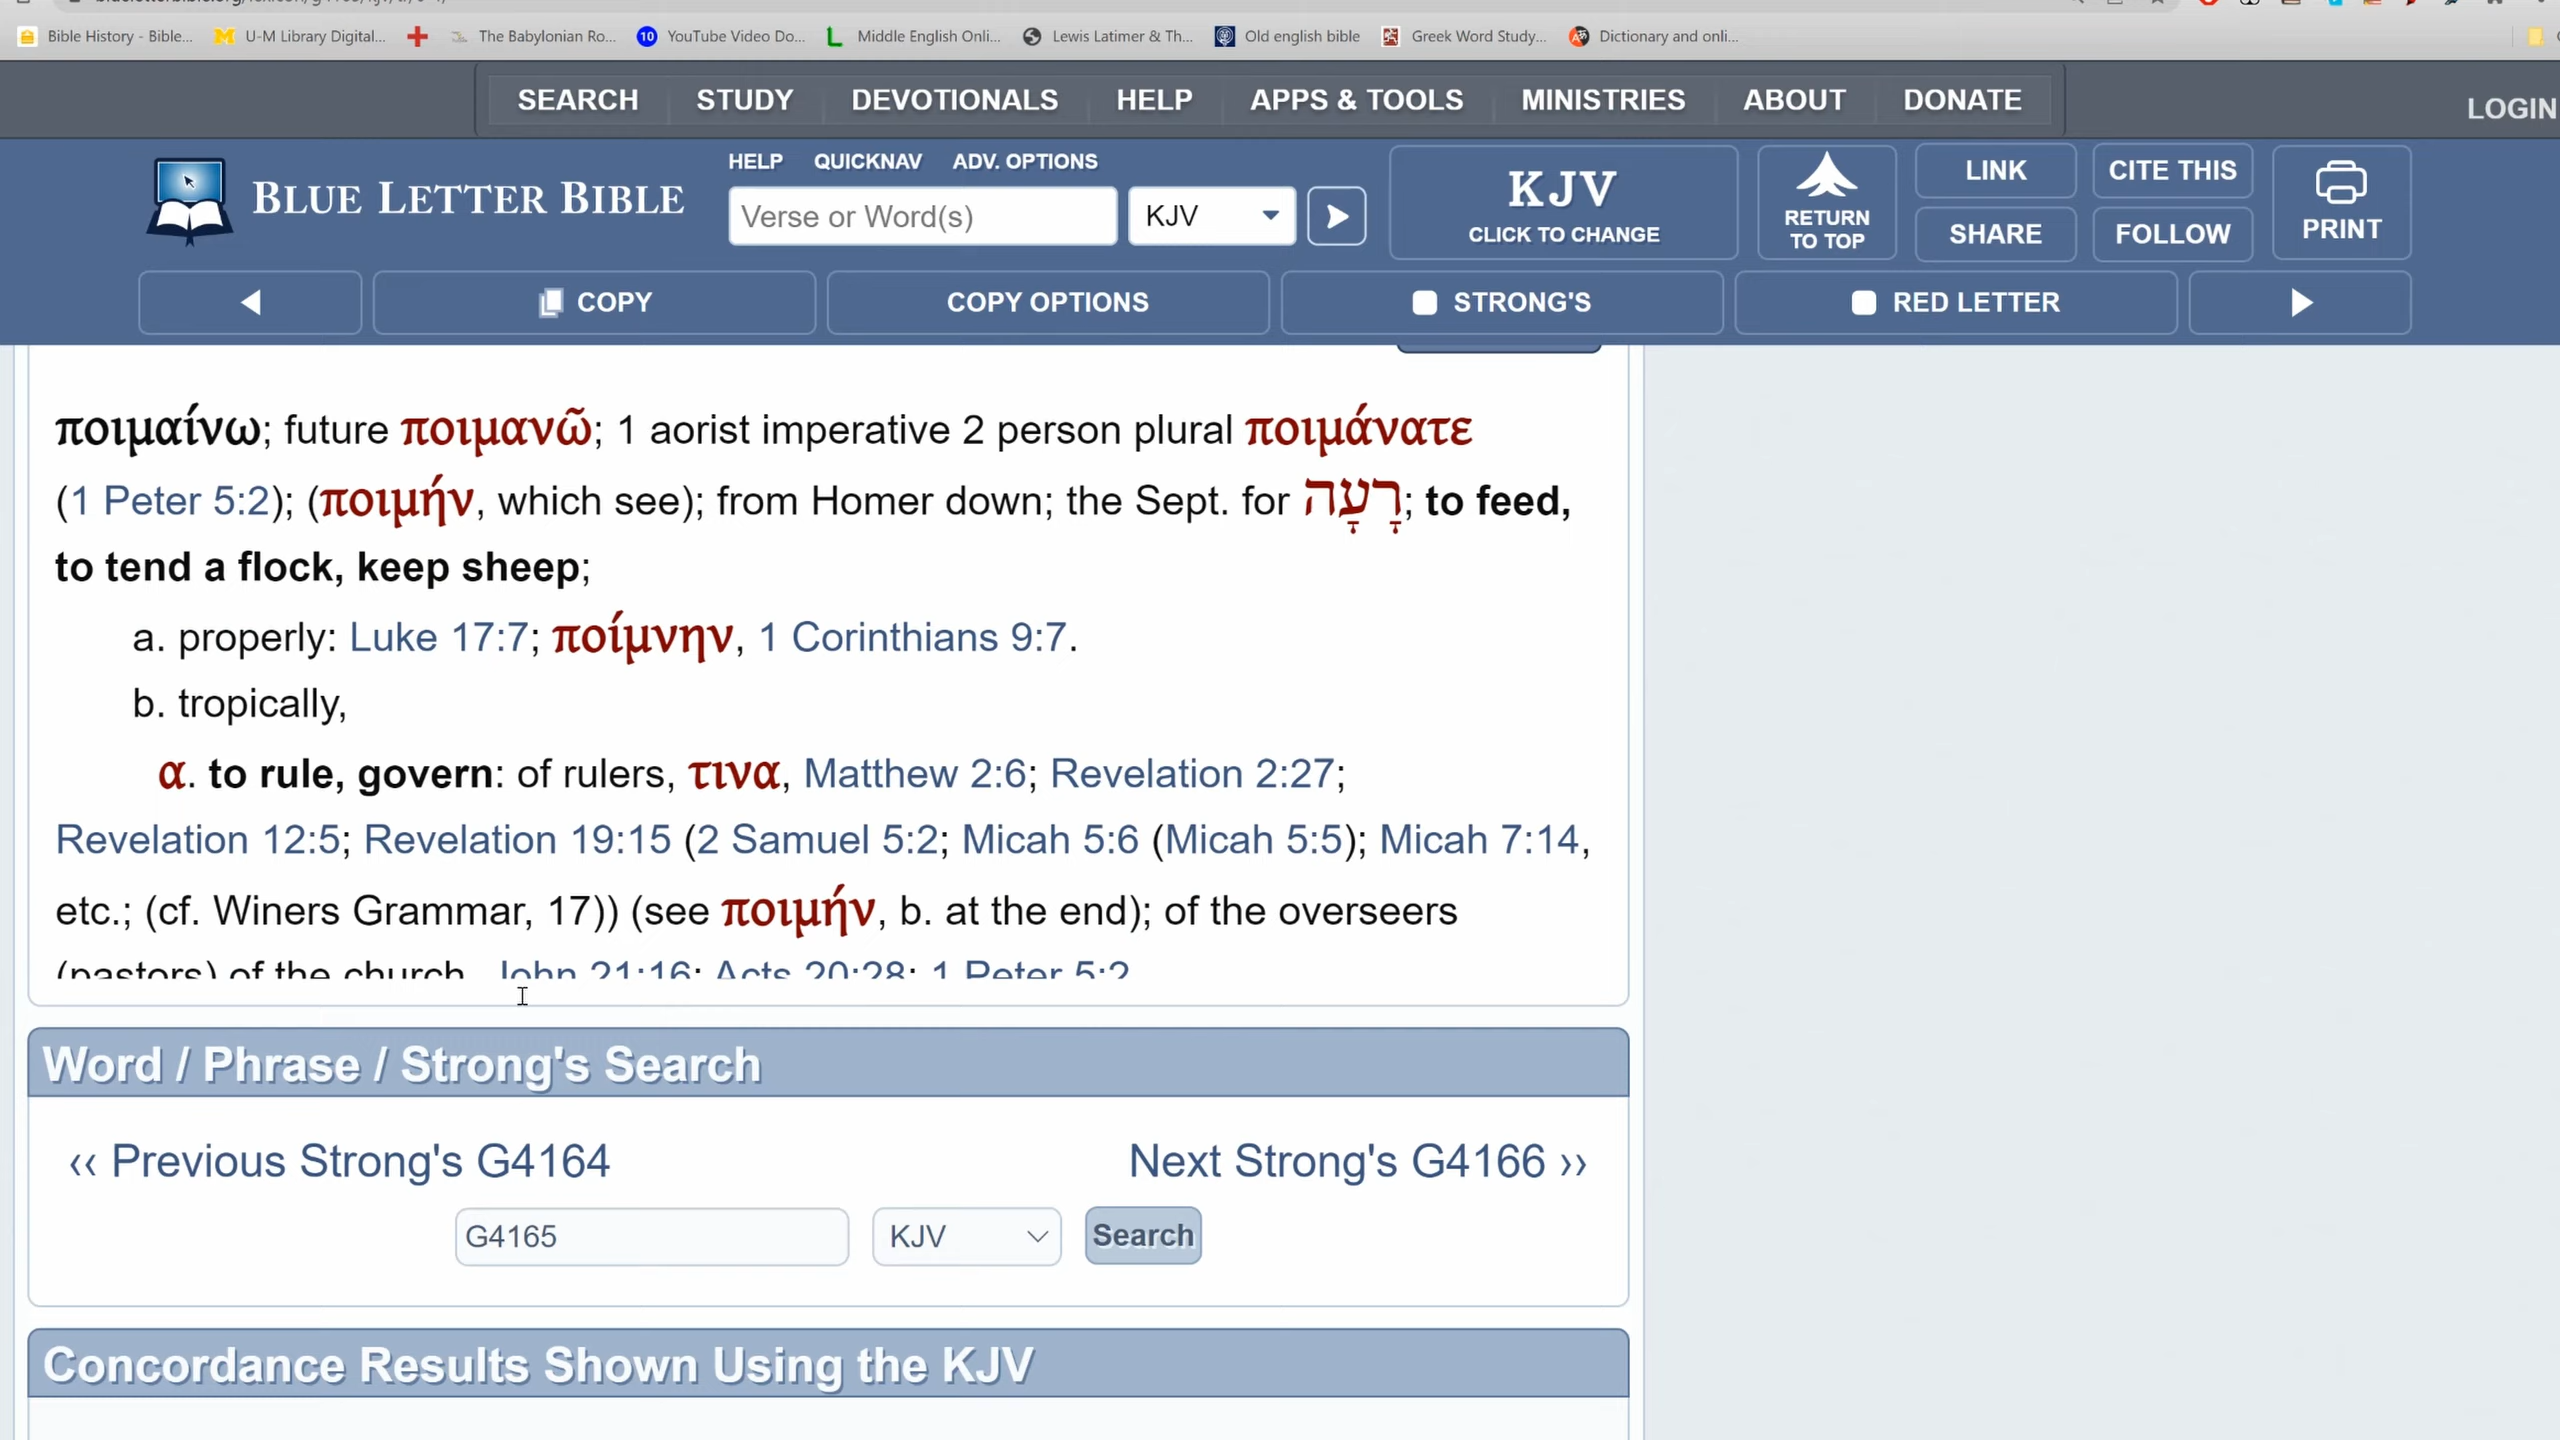 Bible History - Bible... U-M Library Digital... The Babylonian Ro... 10 YouTube Video Do... Middle English Onli... Lewis Latimer & Th... Old english bible Greek Word Study... Dictionary and onli...
SEARCH STUDY DEVOTIONALS HELP APPS & TOOLS MINISTRIES ABOUT DONATE LOGIN
HELP QUICKNAV ADV. OPTIONS
BLUE LETTER BIBLE
Verse or Word(s) KJV
KJV
CLICK TO CHANGE
RETURN
TO TOP
LINK CITE THIS
SHARE FOLLOW
PRINT
COPY COPY OPTIONS STRONG'S RED LETTER
ποιμαίνω; future ποιμανῶ; 1 aorist imperative 2 person plural ποιμάνατε
(1 Peter 5:2); (ποιμήν, which see); from Homer down; the Sept. for רָעָה; to feed,
to tend a flock, keep sheep;
a. properly: Luke 17:7; ποίμνην, 1 Corinthians 9:7.
b. tropically,
α. to rule, govern: of rulers, τινα, Matthew 2:6; Revelation 2:27;
Revelation 12:5; Revelation 19:15 (2 Samuel 5:2; Micah 5:6 (Micah 5:5); Micah 7:14,
etc.; (cf. Winers Grammar, 17)) (see ποιμήν, b. at the end); of the overseers
(pastors) of the church, John 21:16; Acts 20:28; 1 Peter 5:2
Word / Phrase / Strong's Search
‹‹ Previous Strong's G4164 Next Strong's G4166 ››
G4165 KJV Search
Concordance Results Shown Using the KJV